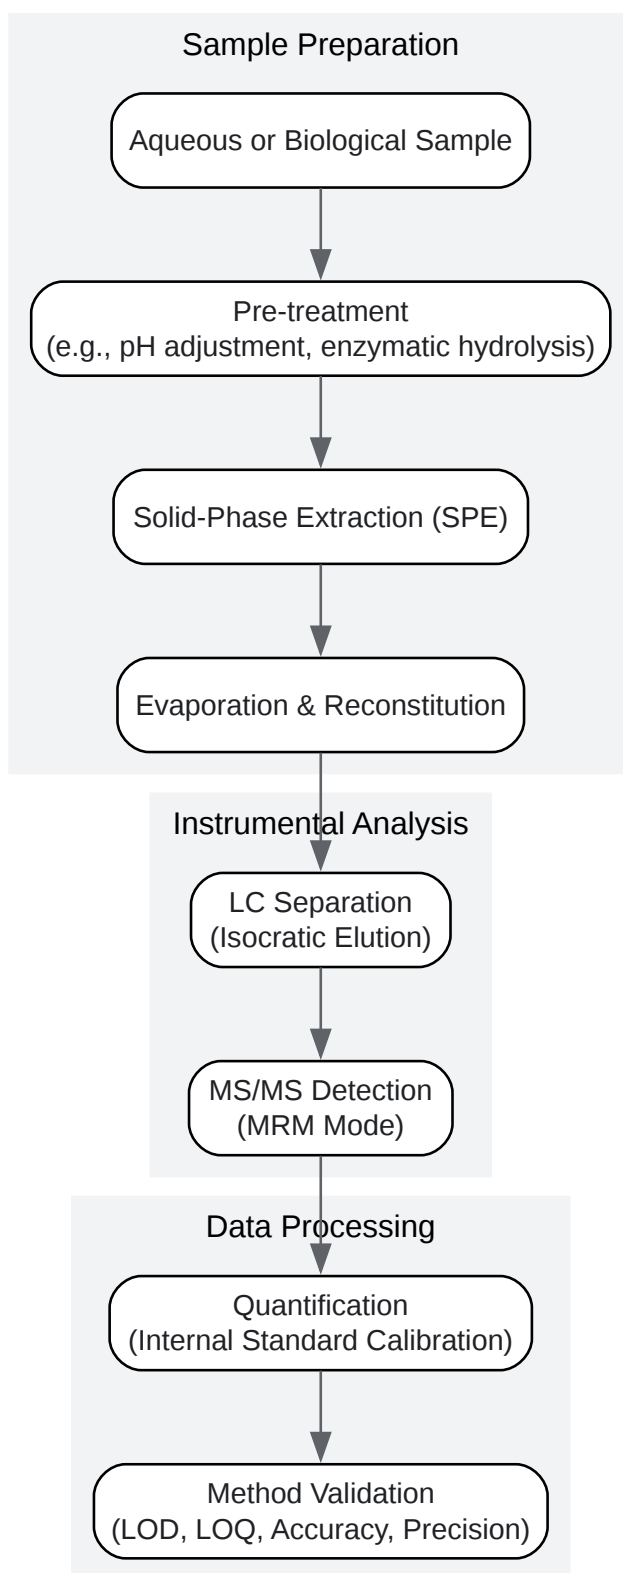 Sample Preparation
Aqueous or Biological Sample
Pre-treatment
(e.g., pH adjustment, enzymatic hydrolysis)
Solid-Phase Extraction (SPE)
Evaporation & Reconstitution
Instrumental Analysis
LC Separation
(Isocratic Elution)
MS/MS Detection
(MRM Mode)
Data Processing
Quantification
(Internal Standard Calibration)
Method Validation
(LOD, LOQ, Accuracy, Precision)